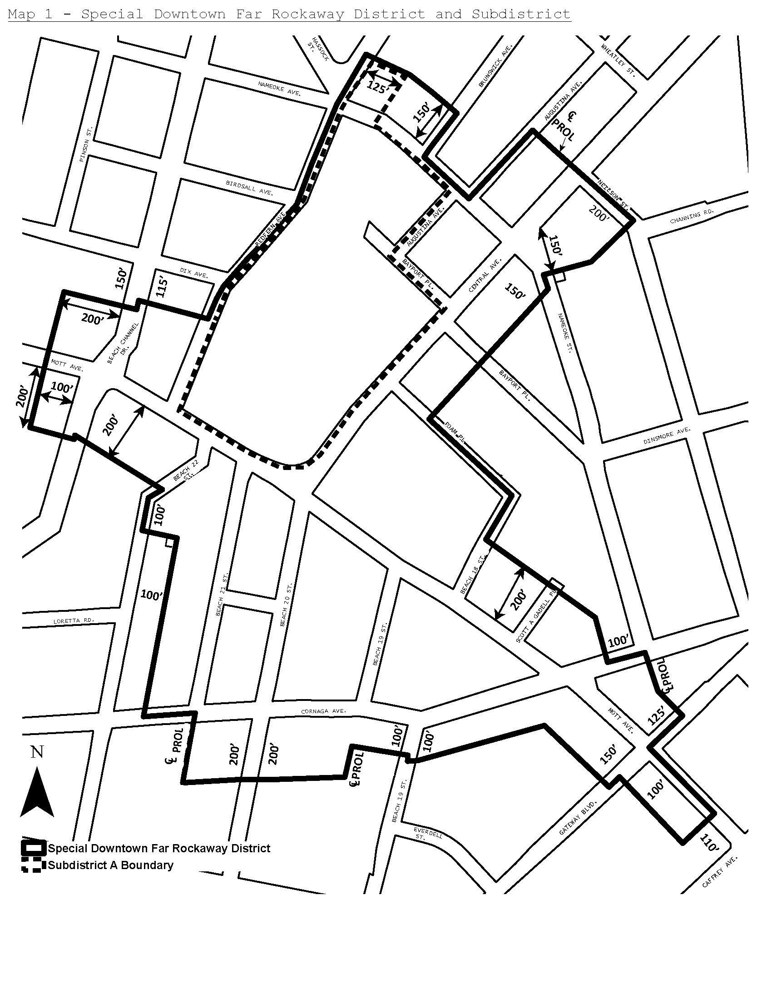 Map 1 - Special Downtown Far Rockaway District and Subdistrict
HASSOCK
ST.
WHEATLEY ST.
BRUNSWICK AVE.
NAMEOKE AVE.
125'
AUGUSTINA AVE.
150'
℄
PROL
PINSON ST.
BIRDSALL AVE.
NEILSON ST.
200'
CHANNING RD.
REDFERN AVE.
AUGUSTINA AVE.
150'
BAYPORT PL.
CENTRAL AVE.
DIX AVE.
150'
115'
150'
200'
NAMEOKE ST.
BEACH CHANNEL
DR.
MOTT AVE.
BAYPORT PL.
100'
200'
200'
FOAM PL.
DINSMORE AVE.
BEACH 22
ST.
100'
BEACH 18 ST.
100'
BEACH 21 ST.
BEACH 20 ST.
200'
SCOTT A GADELL PL.
LORETTA RD.
BEACH 19 ST.
100'
℄ PROL
CORNAGA AVE.
MOTT AVE.
125'
℄ PROL
200'
200'
100'
100'
150'
N
℄ PROL
100'
BEACH 19 ST.
GATEWAY BLVD.
EVERDELL
ST.
110'
CAFFREY AVE.
Special Downtown Far Rockaway District
Subdistrict A Boundary